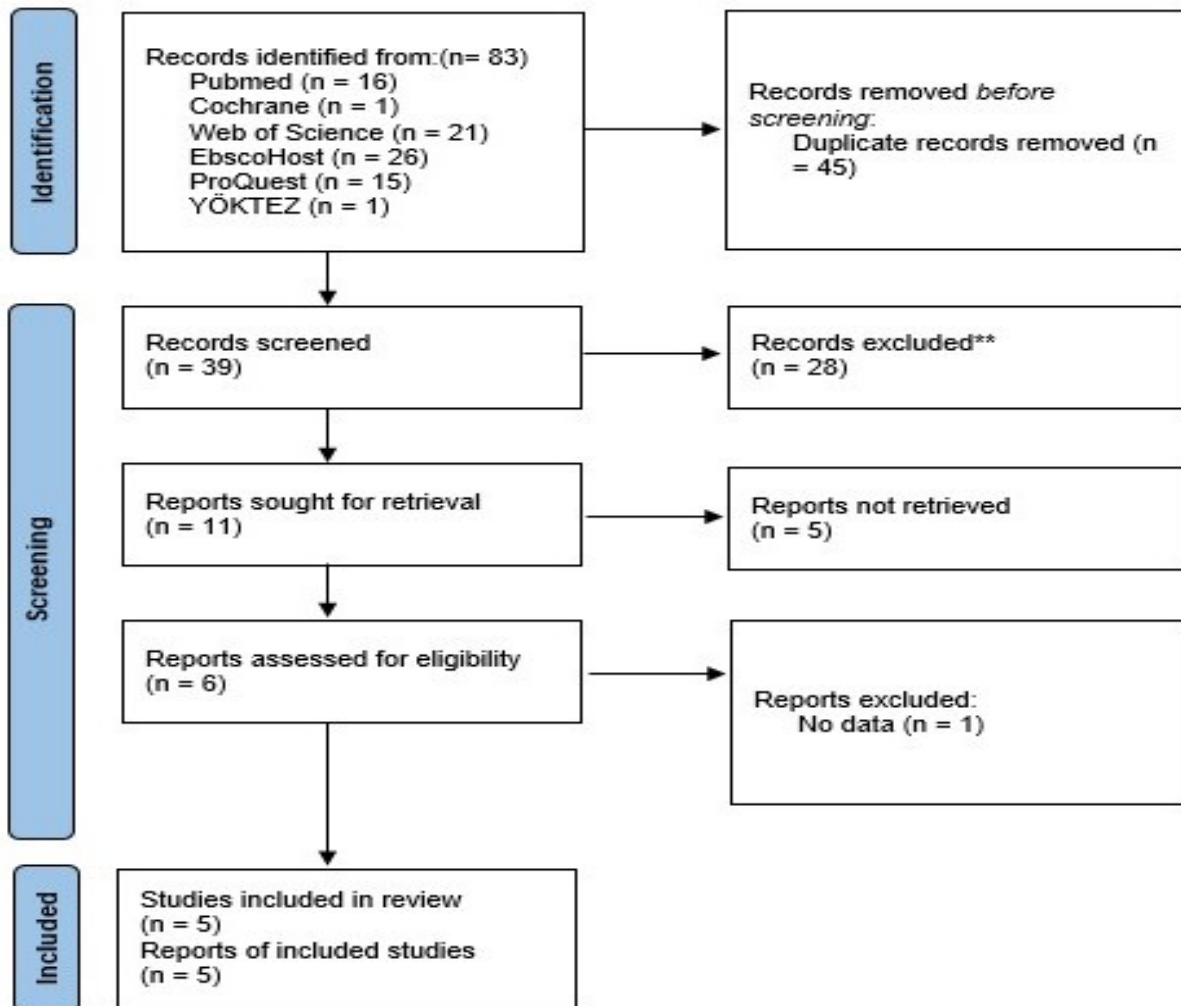 Identification
Records identified from:(n= 83)
Pubmed (n = 16)
Cochrane (n = 1)
Web of Science (n = 21)
EbscoHost (n = 26)
ProQuest (n = 15)
YÖKTEZ (n = 1)
Records removed before
screening:
Duplicate records removed (n
= 45)
Screening
Records screened
(n = 39)
Records excluded**
(n = 28)
Reports sought for retrieval
(n = 11)
Reports not retrieved
(n = 5)
Reports assessed for eligibility
(n = 6)
Reports excluded:
No data (n = 1)
Included
Studies included in review
(n = 5)
Reports of included studies
(n = 5)